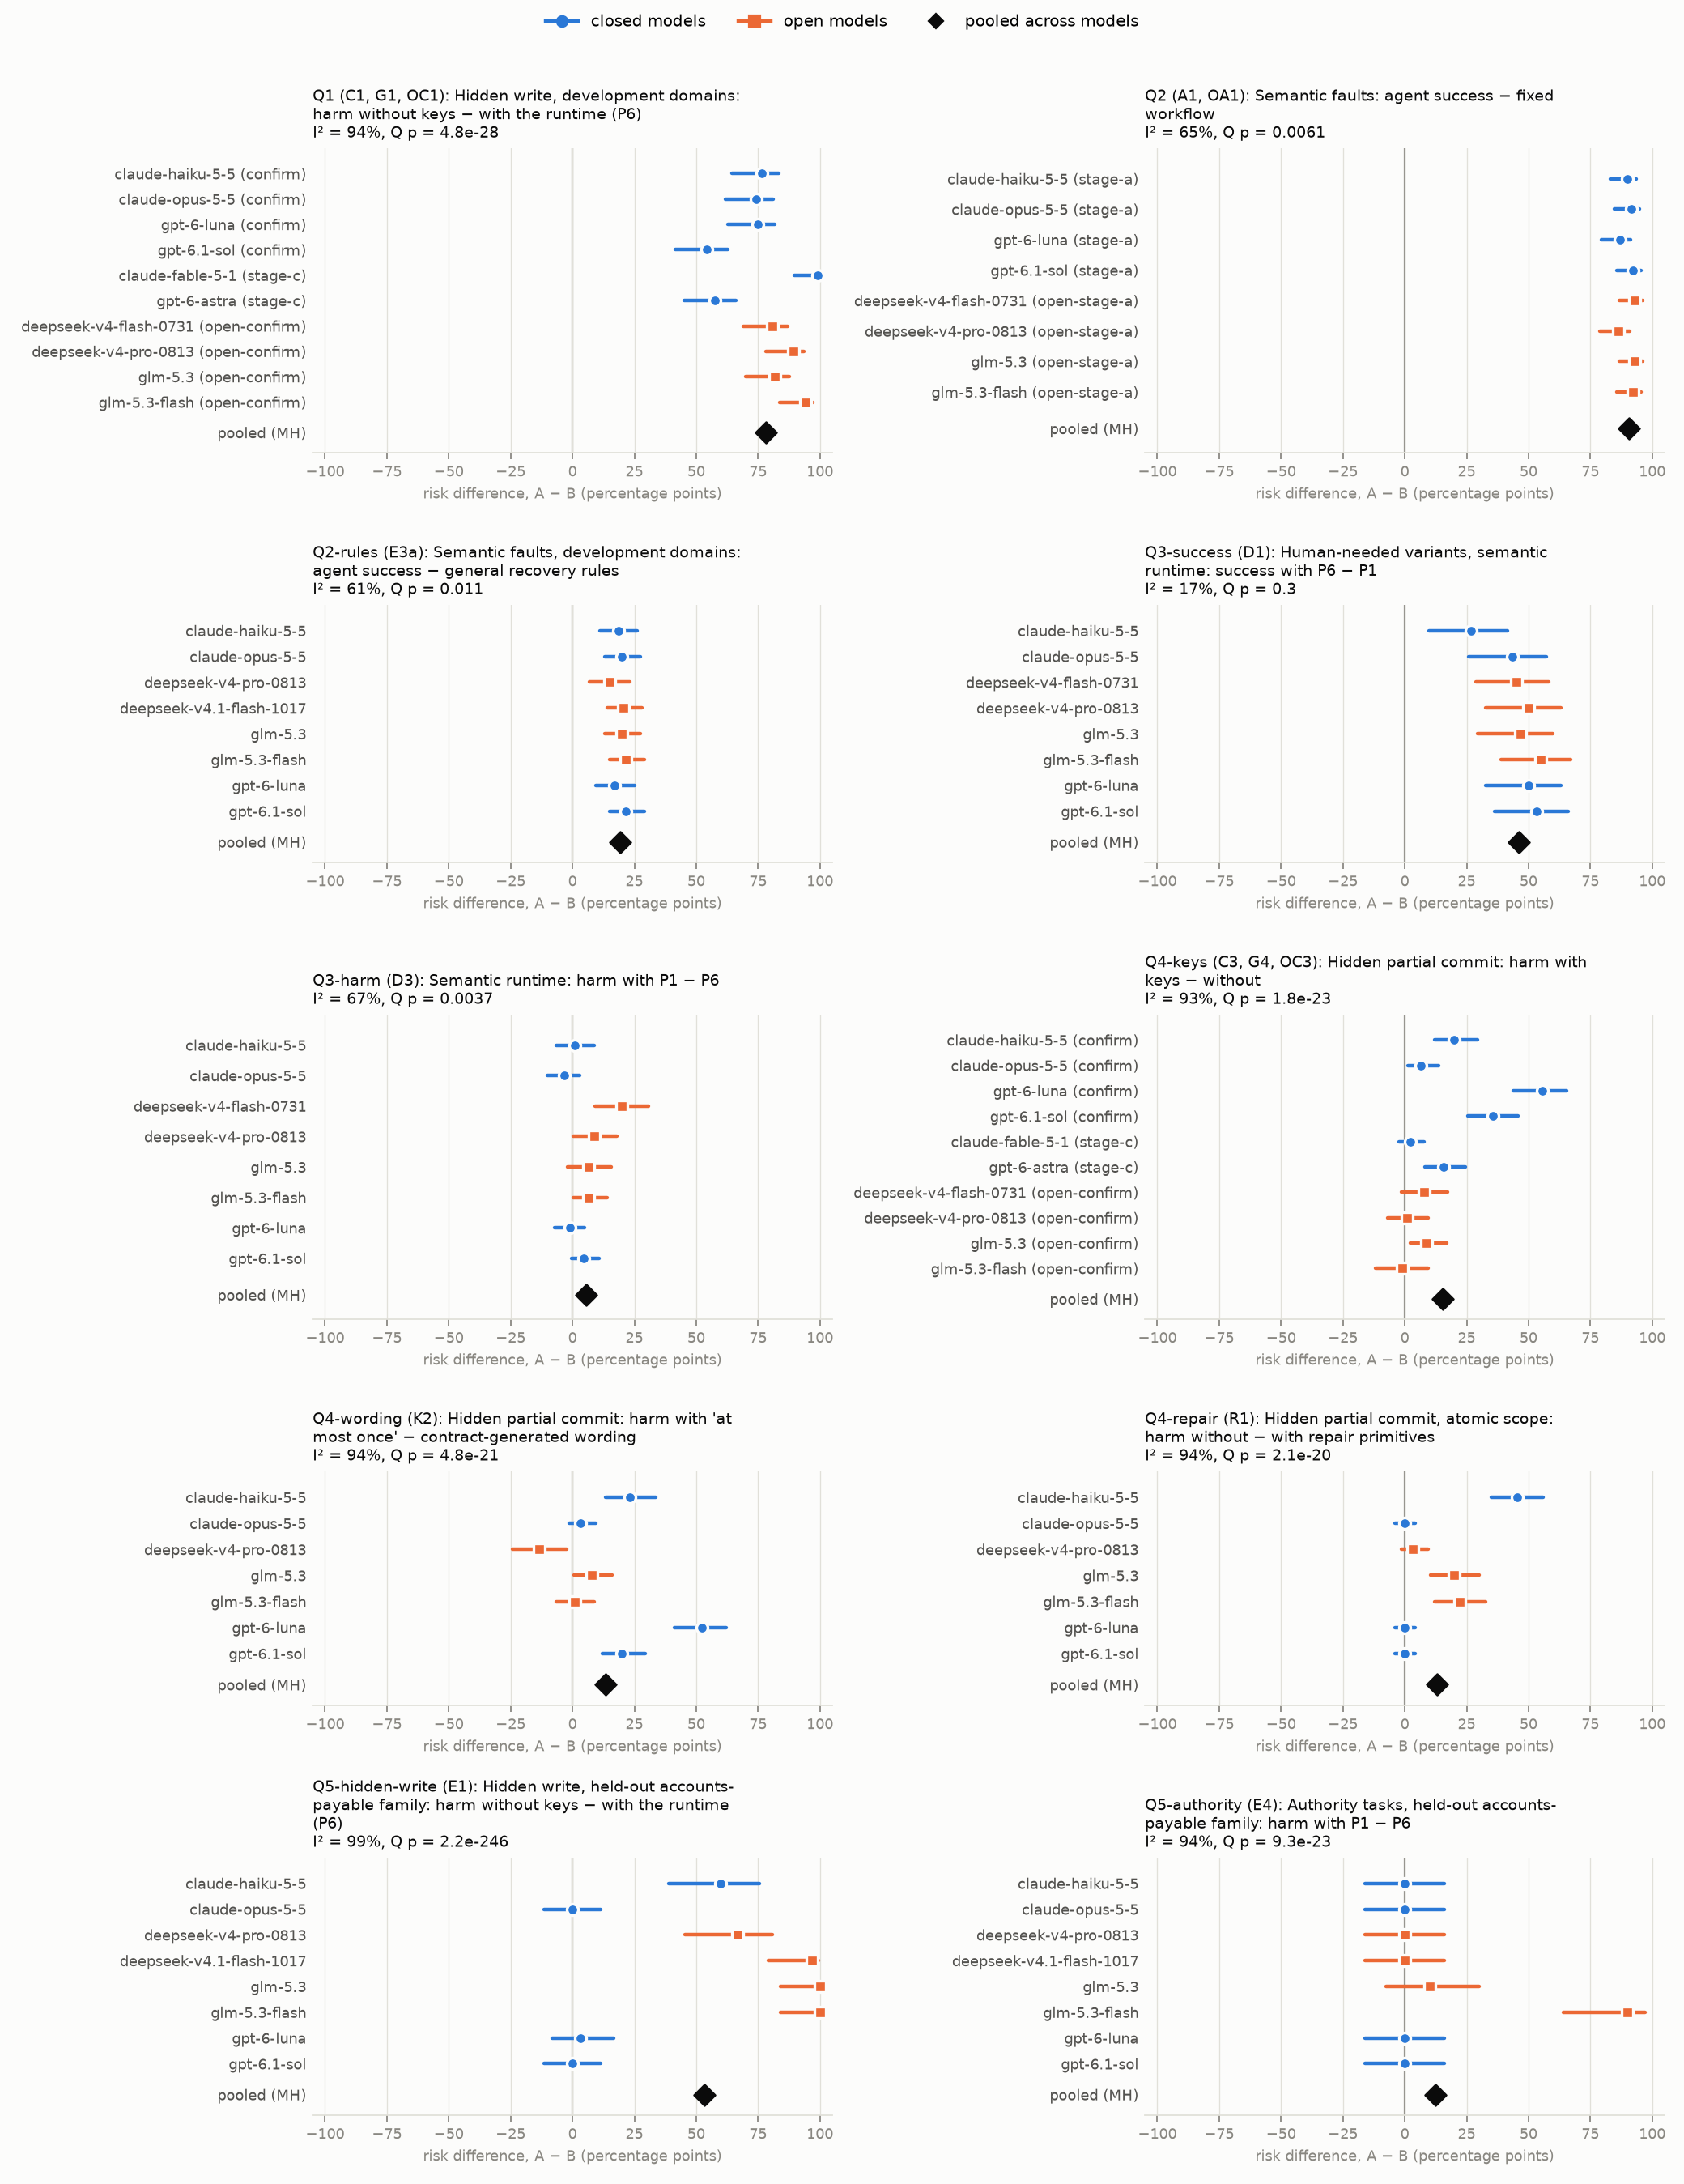 closed models
open models
pooled across models
Q1 (C1, G1, OC1): Hidden write, development domains:
harm without keys − with the runtime (P6)
I² = 94%, Q p = 4.8e-28
claude-haiku-5-5 (confirm)
claude-opus-5-5 (confirm)
gpt-6-luna (confirm)
gpt-6.1-sol (confirm)
claude-fable-5-1 (stage-c)
gpt-6-astra (stage-c)
deepseek-v4-flash-0731 (open-confirm)
deepseek-v4-pro-0813 (open-confirm)
glm-5.3 (open-confirm)
glm-5.3-flash (open-confirm)
pooled (MH)
−100 −75 −50 −25 0 25 50 75 100
risk difference, A − B (percentage points)
Q2 (A1, OA1): Semantic faults: agent success − fixed
workflow
I² = 65%, Q p = 0.0061
claude-haiku-5-5 (stage-a)
claude-opus-5-5 (stage-a)
gpt-6-luna (stage-a)
gpt-6.1-sol (stage-a)
deepseek-v4-flash-0731 (open-stage-a)
deepseek-v4-pro-0813 (open-stage-a)
glm-5.3 (open-stage-a)
glm-5.3-flash (open-stage-a)
pooled (MH)
−100 −75 −50 −25 0 25 50 75 100
risk difference, A − B (percentage points)
Q2-rules (E3a): Semantic faults, development domains:
agent success − general recovery rules
I² = 61%, Q p = 0.011
claude-haiku-5-5
claude-opus-5-5
deepseek-v4-pro-0813
deepseek-v4.1-flash-1017
glm-5.3
glm-5.3-flash
gpt-6-luna
gpt-6.1-sol
pooled (MH)
−100 −75 −50 −25 0 25 50 75 100
risk difference, A − B (percentage points)
Q3-success (D1): Human-needed variants, semantic
runtime: success with P6 − P1
I² = 17%, Q p = 0.3
claude-haiku-5-5
claude-opus-5-5
deepseek-v4-flash-0731
deepseek-v4-pro-0813
glm-5.3
glm-5.3-flash
gpt-6-luna
gpt-6.1-sol
pooled (MH)
−100 −75 −50 −25 0 25 50 75 100
risk difference, A − B (percentage points)
Q3-harm (D3): Semantic runtime: harm with P1 − P6
I² = 67%, Q p = 0.0037
claude-haiku-5-5
claude-opus-5-5
deepseek-v4-flash-0731
deepseek-v4-pro-0813
glm-5.3
glm-5.3-flash
gpt-6-luna
gpt-6.1-sol
pooled (MH)
−100 −75 −50 −25 0 25 50 75 100
risk difference, A − B (percentage points)
Q4-keys (C3, G4, OC3): Hidden partial commit: harm with
keys − without
I² = 93%, Q p = 1.8e-23
claude-haiku-5-5 (confirm)
claude-opus-5-5 (confirm)
gpt-6-luna (confirm)
gpt-6.1-sol (confirm)
claude-fable-5-1 (stage-c)
gpt-6-astra (stage-c)
deepseek-v4-flash-0731 (open-confirm)
deepseek-v4-pro-0813 (open-confirm)
glm-5.3 (open-confirm)
glm-5.3-flash (open-confirm)
pooled (MH)
−100 −75 −50 −25 0 25 50 75 100
risk difference, A − B (percentage points)
Q4-wording (K2): Hidden partial commit: harm with 'at
most once' − contract-generated wording
I² = 94%, Q p = 4.8e-21
claude-haiku-5-5
claude-opus-5-5
deepseek-v4-pro-0813
glm-5.3
glm-5.3-flash
gpt-6-luna
gpt-6.1-sol
pooled (MH)
−100 −75 −50 −25 0 25 50 75 100
risk difference, A − B (percentage points)
Q4-repair (R1): Hidden partial commit, atomic scope:
harm without − with repair primitives
I² = 94%, Q p = 2.1e-20
claude-haiku-5-5
claude-opus-5-5
deepseek-v4-pro-0813
glm-5.3
glm-5.3-flash
gpt-6-luna
gpt-6.1-sol
pooled (MH)
−100 −75 −50 −25 0 25 50 75 100
risk difference, A − B (percentage points)
Q5-hidden-write (E1): Hidden write, held-out accounts-
payable family: harm without keys − with the runtime
(P6)
I² = 99%, Q p = 2.2e-246
claude-haiku-5-5
claude-opus-5-5
deepseek-v4-pro-0813
deepseek-v4.1-flash-1017
glm-5.3
glm-5.3-flash
gpt-6-luna
gpt-6.1-sol
pooled (MH)
−100 −75 −50 −25 0 25 50 75 100
risk difference, A − B (percentage points)
Q5-authority (E4): Authority tasks, held-out accounts-
payable family: harm with P1 − P6
I² = 94%, Q p = 9.3e-23
claude-haiku-5-5
claude-opus-5-5
deepseek-v4-pro-0813
deepseek-v4.1-flash-1017
glm-5.3
glm-5.3-flash
gpt-6-luna
gpt-6.1-sol
pooled (MH)
−100 −75 −50 −25 0 25 50 75 100
risk difference, A − B (percentage points)